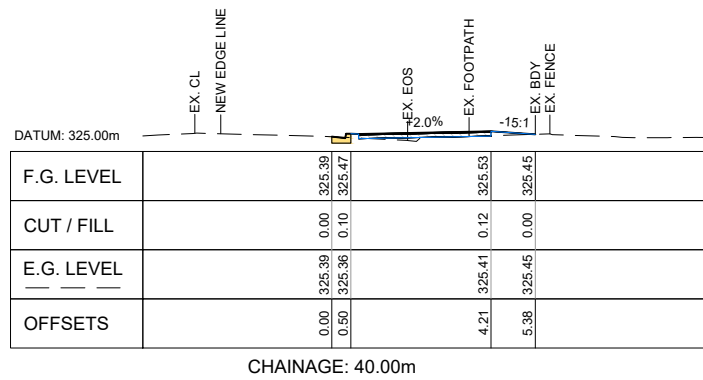 EX. CL
NEW EDGE LINE
EX. EOS
EX. FOOTPATH
EX. BDY
EX. FENCE
+2.0%
-15:1
DATUM: 325.00m
F.G. LEVEL 325.39 325.47 325.53 325.45
CUT / FILL 0.00 0.10 0.12 0.00
E.G. LEVEL 325.39 325.36 325.41 325.45
OFFSETS 0.00 0.50 4.21 5.38
CHAINAGE: 40.00m